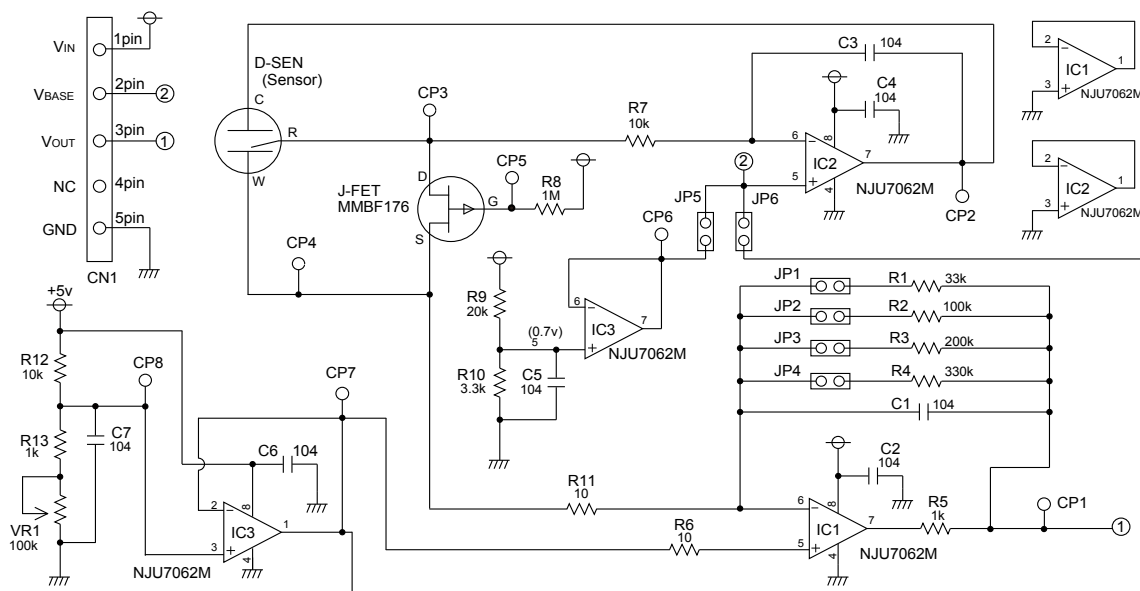 VIN
1pin
VBASE
2pin
②
VOUT
3pin
①
NC
4pin
GND
5pin
CN1
D-SEN
(Sensor)
C
R
W
CP3
CP4
J-FET
MMBF176
D
G
S
CP5
R8
1M
R7
10k
C3
104
C4
104
②
6
−
5
+
8
IC2
7
4
NJU7062M
CP2
JP5
JP6
CP6
2
−
3
+
IC1
1
NJU7062M
2
−
3
+
IC2
1
NJU7062M
R9
20k
(0.7v)
5
R10
3.3k
C5
104
6
−
+
IC3
7
NJU7062M
JP1
R1
33k
JP2
R2
100k
JP3
R3
200k
JP4
R4
330k
C1
104
+5v
R12
10k
CP8
R13
1k
C7
104
VR1
100k
CP7
C6
104
2
−
8
IC3
1
3
+
4
NJU7062M
R11
10
R6
10
C2
104
6
−
8
IC1
7
5
+
4
NJU7062M
R5
1k
CP1
①